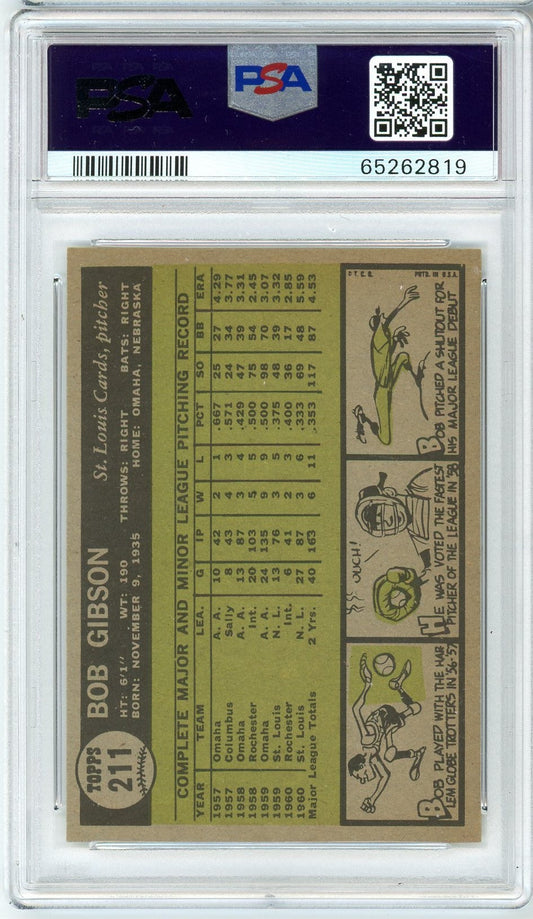 PSA
PSA
65262819
TOPPS
211
BOB GIBSON St. Louis Cards, pitcher
HT: 6'1" WT: 190 THROWS: RIGHT BATS: RIGHT
BORN: NOVEMBER 9, 1935 HOME: OMAHA, NEBRASKA
COMPLETE MAJOR AND MINOR LEAGUE PITCHING RECORD
YEAR TEAM LEA. G IP W L PCT SO BB ERA
1957 Omaha A. A. 10 42 2 1 .667 25 27 4.29
1957 Columbus Sally 8 43 4 3 .571 24 34 3.77
1958 Omaha A. A. 13 87 3 4 .429 47 39 3.31
1958 Rochester Int. 20 103 5 5 .500 75 54 2.45
1959 Omaha A. A. 24 135 9 9 .500 98 70 3.07
1959 St. Louis N. L. 13 76 3 5 .375 48 39 3.32
1960 Rochester Int. 6 41 2 3 .400 36 17 2.85
1960 St. Louis N. L. 27 87 3 6 .333 69 48 5.59
Major League Totals 2 Yrs. 40 163 6 11 .353 117 87 4.53
BOB PLAYED WITH THE HAR
LEM GLOBE TROTTERS IN '56-'57
OUCH!
HE WAS VOTED THE FASTEST
PITCHER OF THE LEAGUE IN '58
© T. C. G. PRTD. IN U.S.A.
BOB PITCHED A SHUTOUT FOR
HIS MAJOR LEAGUE DEBUT